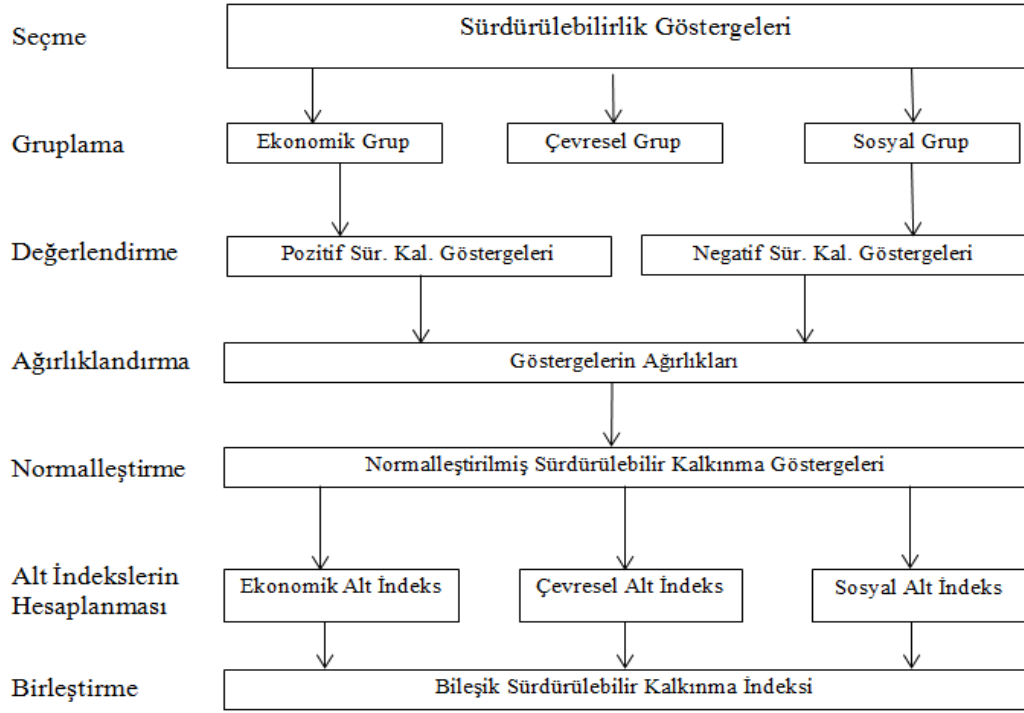 Seçme
Sürdürülebilirlik Göstergeleri
Gruplama
Ekonomik Grup
Çevresel Grup
Sosyal Grup
Değerlendirme
Pozitif Sür. Kal. Göstergeleri
Negatif Sür. Kal. Göstergeleri
Ağırlıklandırma
Göstergelerin Ağırlıkları
Normalleştirme
Normalleştirilmiş Sürdürülebilir Kalkınma Göstergeleri
Alt İndekslerin
Hesaplanması
Ekonomik Alt İndeks
Çevresel Alt İndeks
Sosyal Alt İndeks
Birleştirme
Bileşik Sürdürülebilir Kalkınma İndeksi